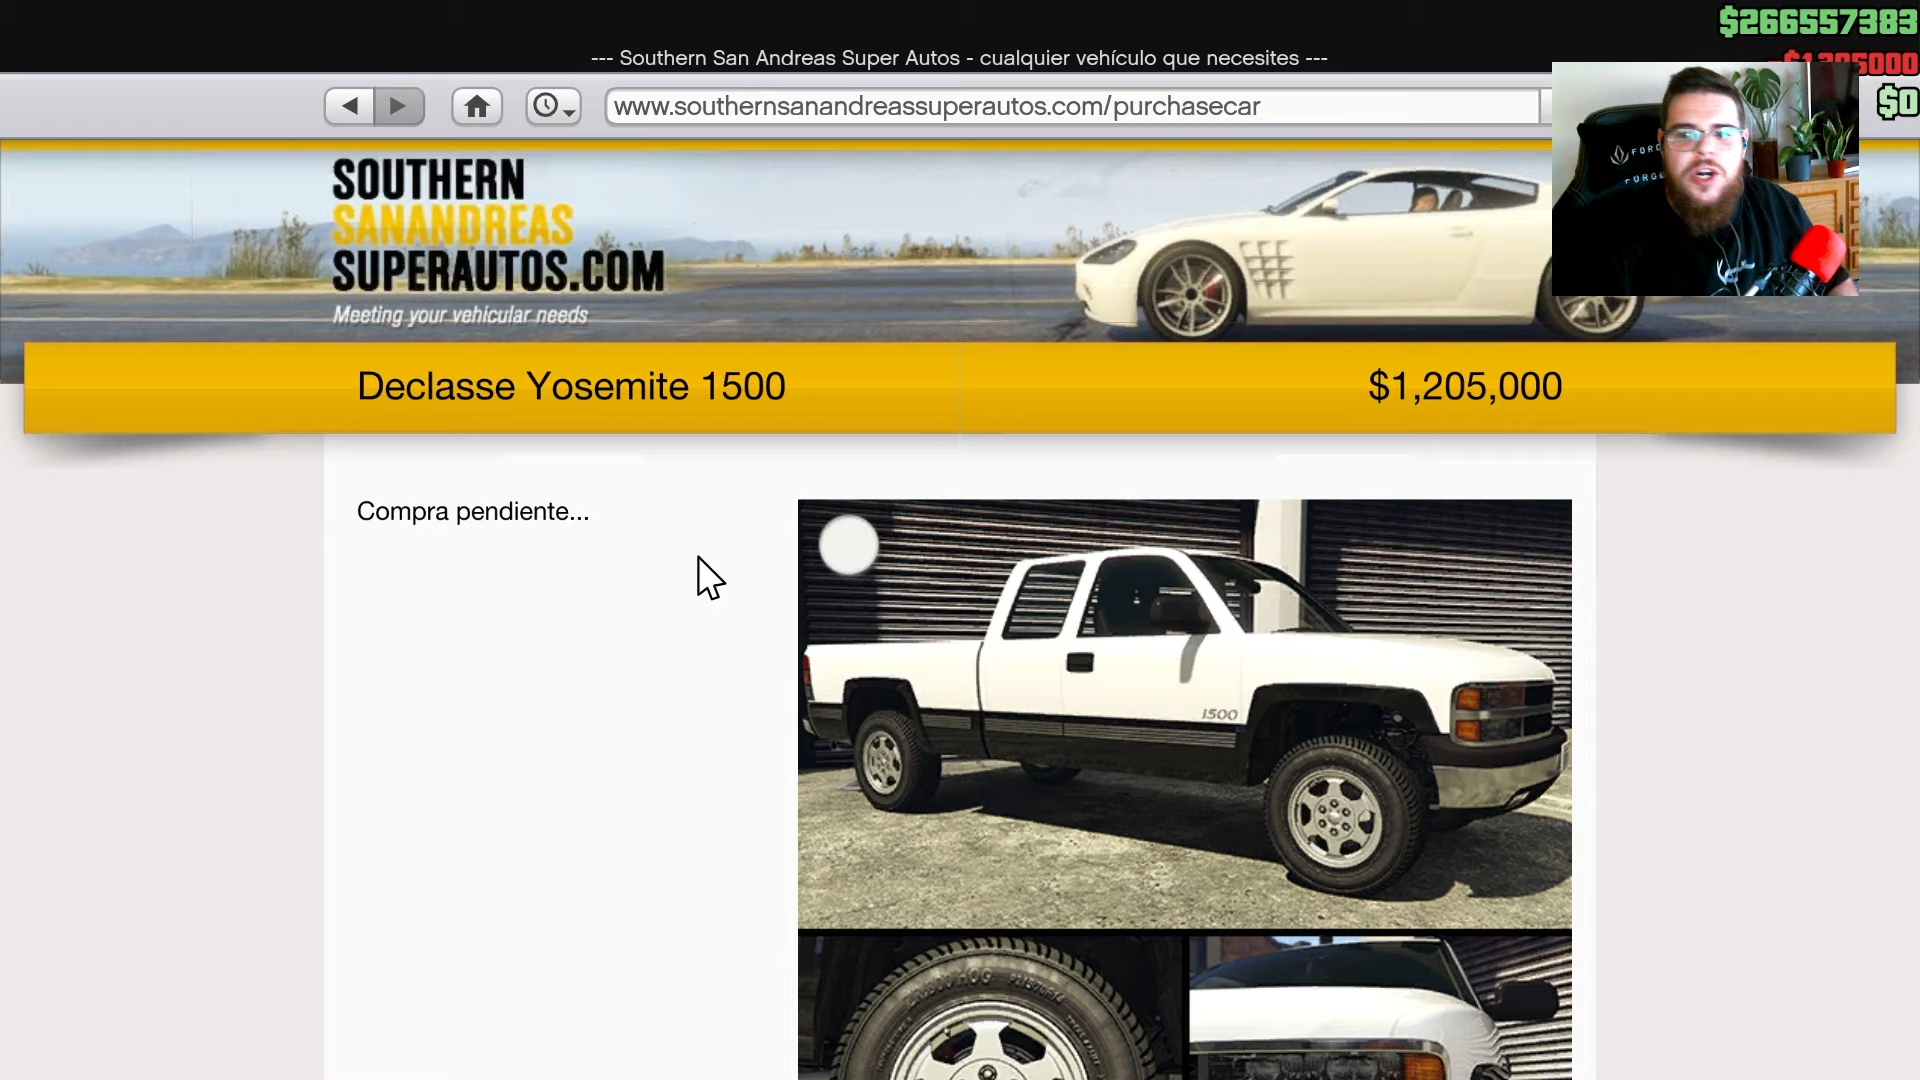 $266557383
--- Southern San Andreas Super Autos - cualquier vehículo que necesites ---
-$1205000
$0
www.southernsanandreassuperautos.com/purchasecar
SOUTHERN
SANANDREAS
SUPERAUTOS.COM
Meeting your vehicular needs
Declasse Yosemite 1500
$1,205,000
Compra pendiente...
1500